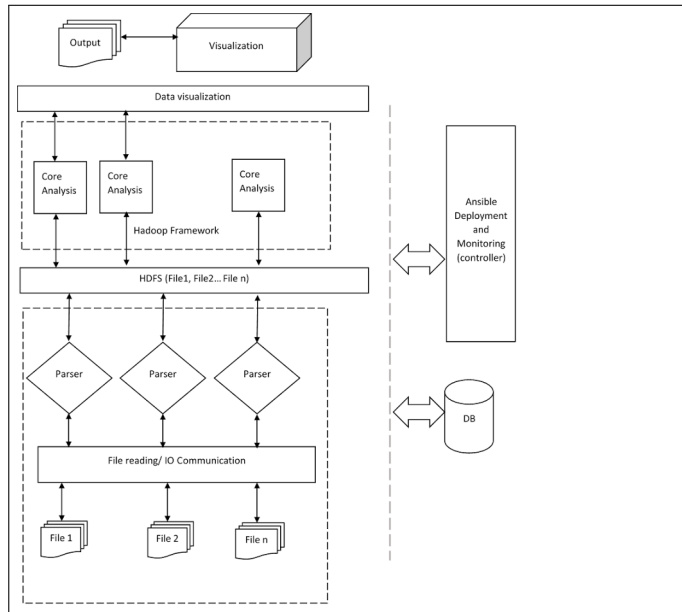 Output
Visualization
Data visualization
Core
Analysis
Core
Analysis
Core
Analysis
Hadoop Framework
HDFS (File1, File2... File n)
Parser
Parser
Parser
File reading/ IO Communication
File 1
File 2
File n
Ansible
Deployment
and
Monitoring
(controller)
DB